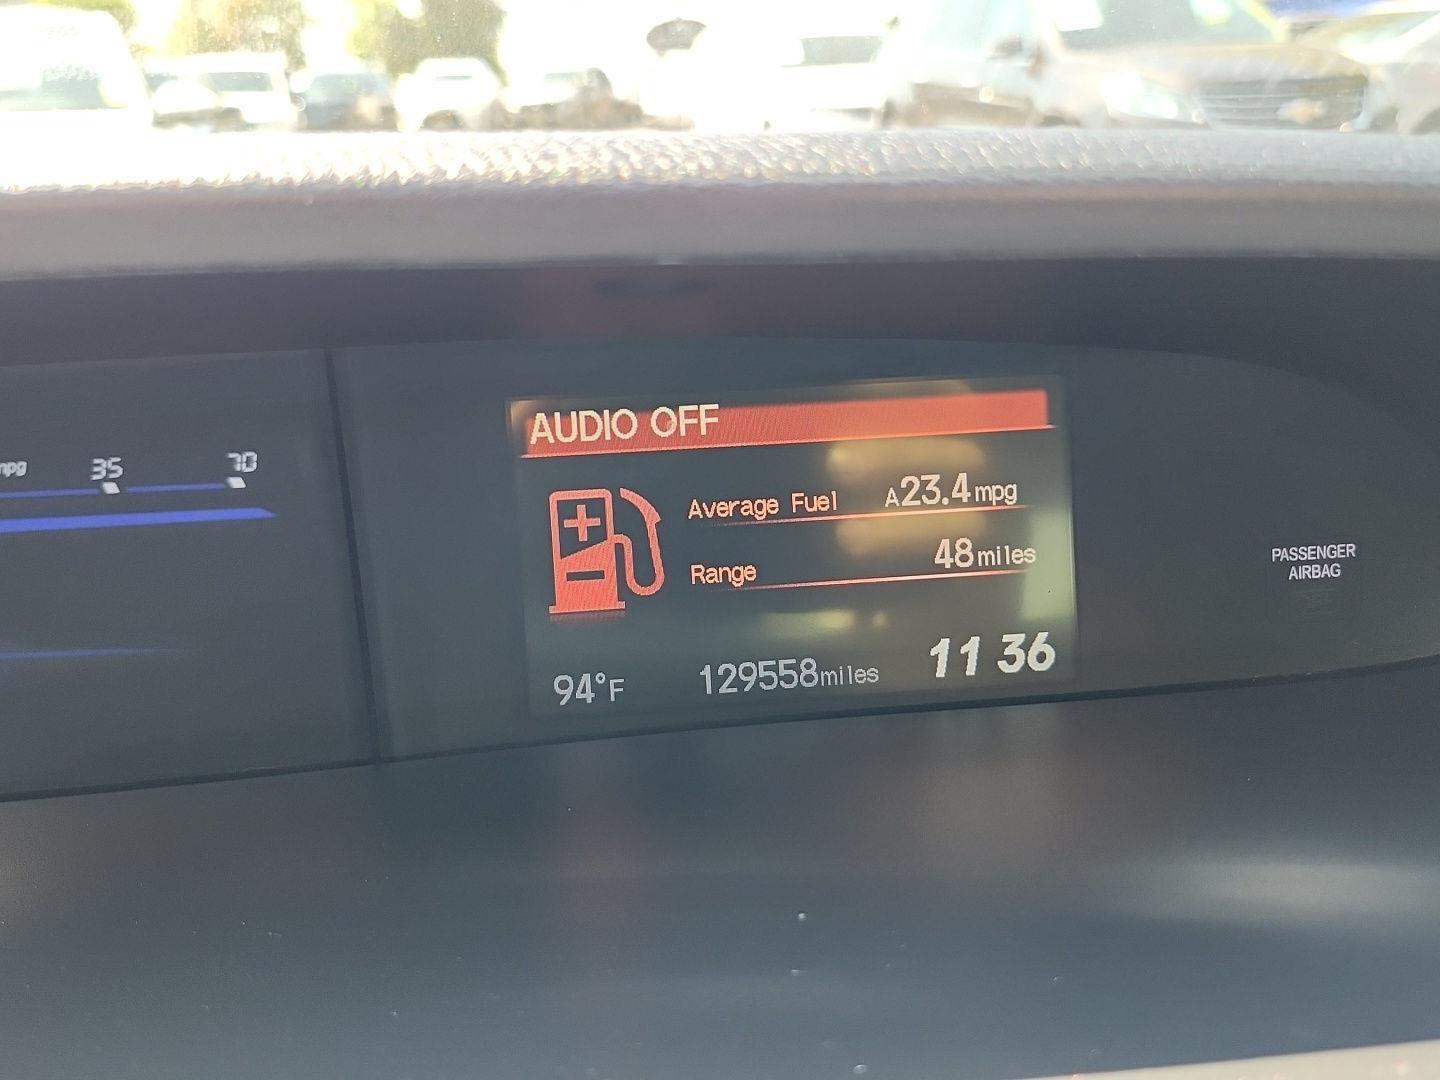 AUDIO OFF
mpg 35 70
Average Fuel A23.4mpg
Range 48miles
94°F 129558miles 11 36
PASSENGER
AIRBAG